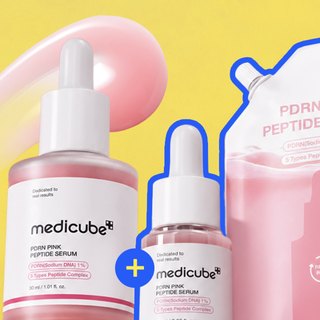 Dedicated to
real results
medicube
PDRN PINK
PEPTIDE SERUM
PDRN(Sodium DNA) 1%
5 Types Peptide Complex
30 ml / 1.01 fl. oz.
+
Dedicated to
real results
medicube
PDRN PINK
PEPTIDE SERUM
PDRN(Sodium DNA) 1%
5 Types Peptide Complex
PDRN
PEPTIDE
PDRN(Sodium
5 Types Peptide